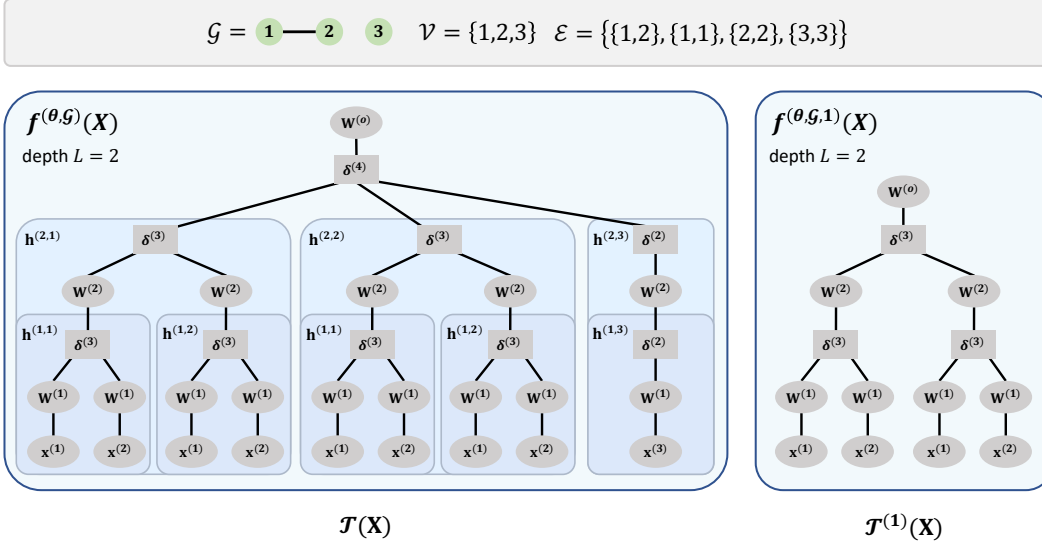 𝒢 = 1 2 3 𝒱 = {1,2,3} ℰ = {{1,2}, {1,1}, {2,2}, {3,3}}
f^(θ,𝒢)(X)
depth L = 2
W^(o)
δ^(4)
h^(2,1) δ^(3) h^(2,2) δ^(3) h^(2,3) δ^(2)
W^(2) W^(2) W^(2) W^(2) W^(2)
h^(1,1) δ^(3) h^(1,2) δ^(3) h^(1,1) δ^(3) h^(1,2) δ^(3) h^(1,3) δ^(2)
W^(1) W^(1) W^(1) W^(1) W^(1) W^(1) W^(1) W^(1) W^(1)
x^(1) x^(2) x^(1) x^(2) x^(1) x^(2) x^(1) x^(2) x^(3)
𝒯(X)
f^(θ,𝒢,1)(X)
depth L = 2
W^(o)
δ^(3)
W^(2) W^(2)
δ^(3) δ^(3)
W^(1) W^(1) W^(1) W^(1)
x^(1) x^(2) x^(1) x^(2)
𝒯^(1)(X)